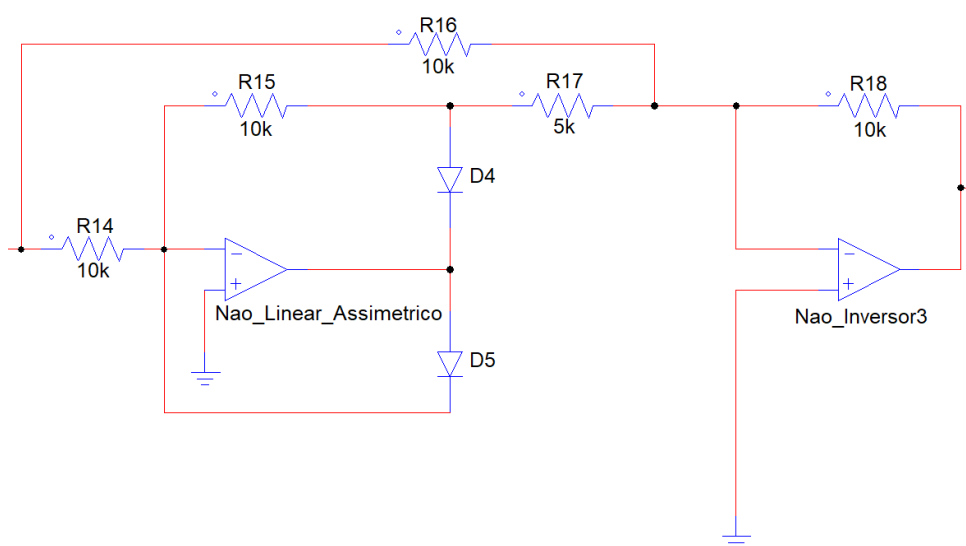 R16
10k
R15
10k
R17
5k
R18
10k
D4
R14
10k
−
+
Nao_Linear_Assimetrico
−
+
Nao_Inversor3
D5